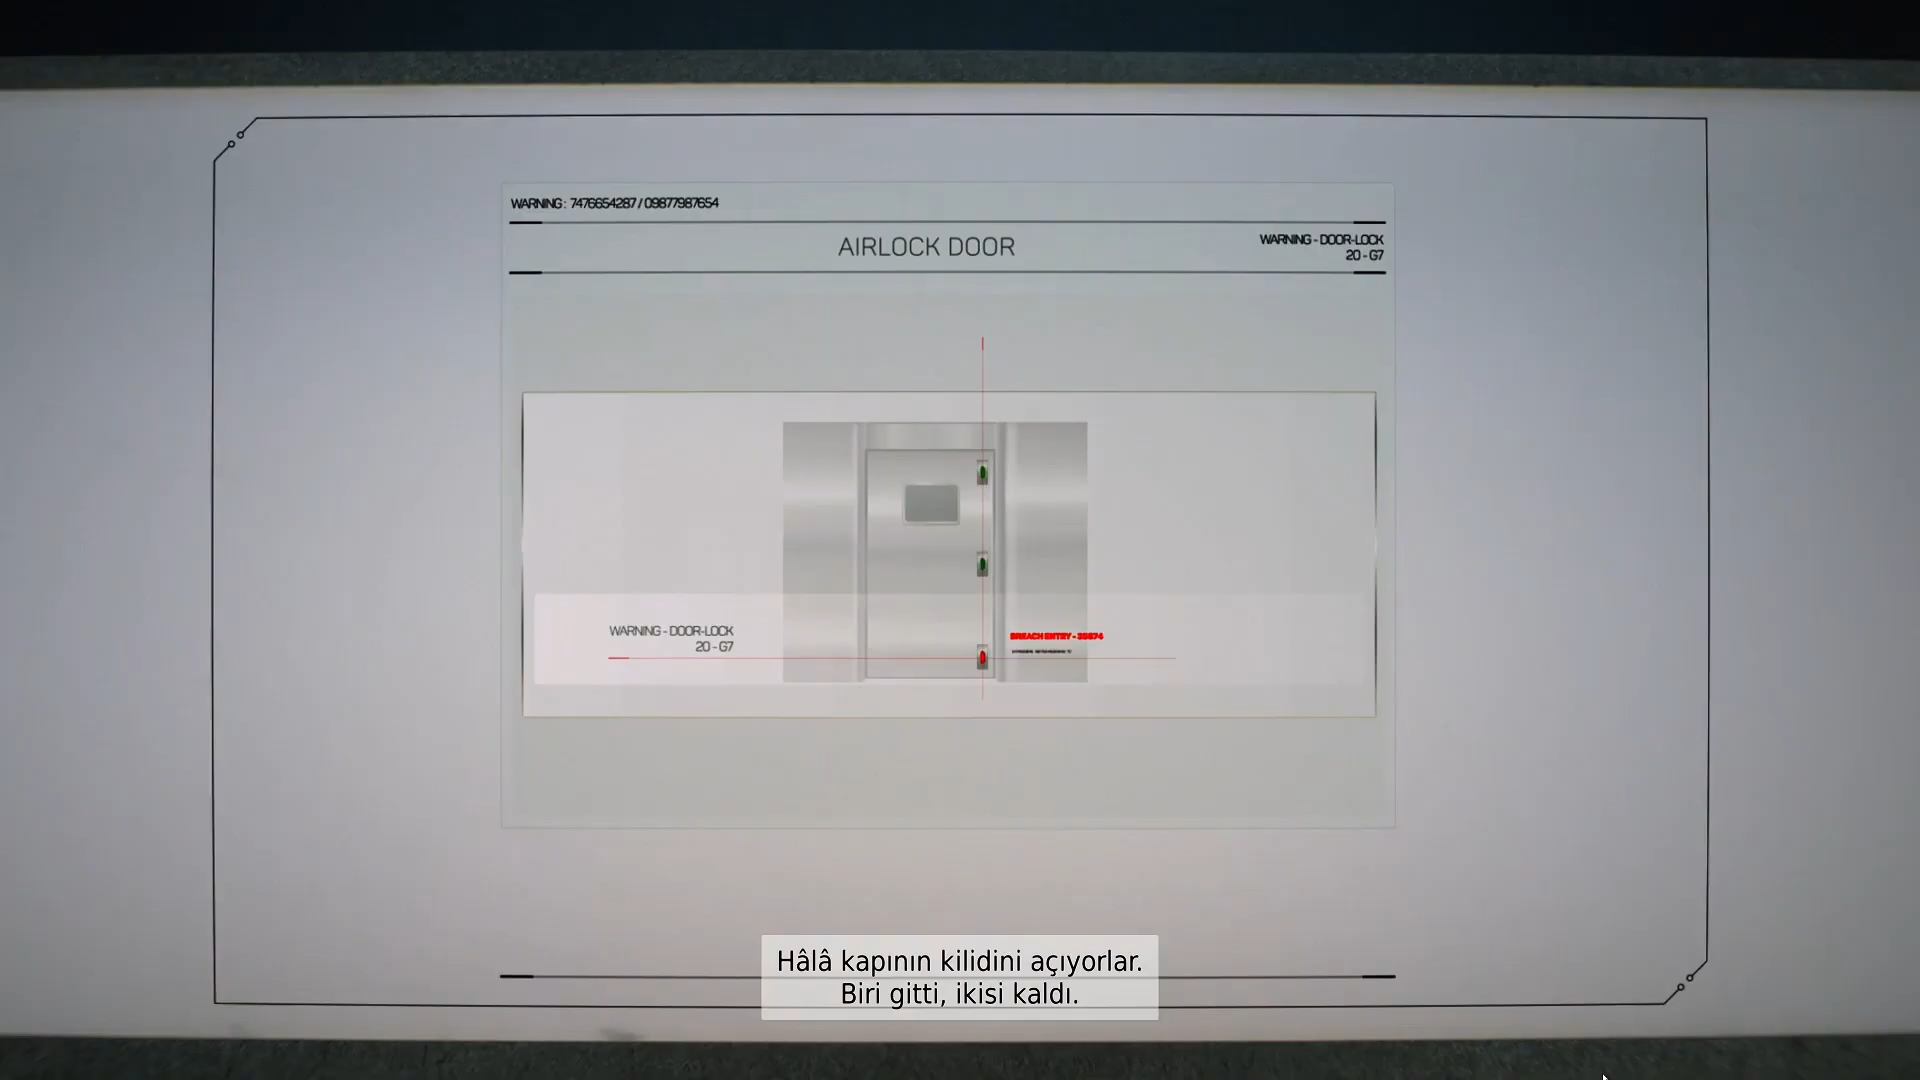 WARNING : 7476654287 / 09877987654
AIRLOCK DOOR
WARNING - DOOR-LOCK
20 - G7
WARNING - DOOR-LOCK
20 - G7
BREACH ENTRY - 35674
Hâlâ kapının kilidini açıyorlar.
Biri gitti, ikisi kaldı.